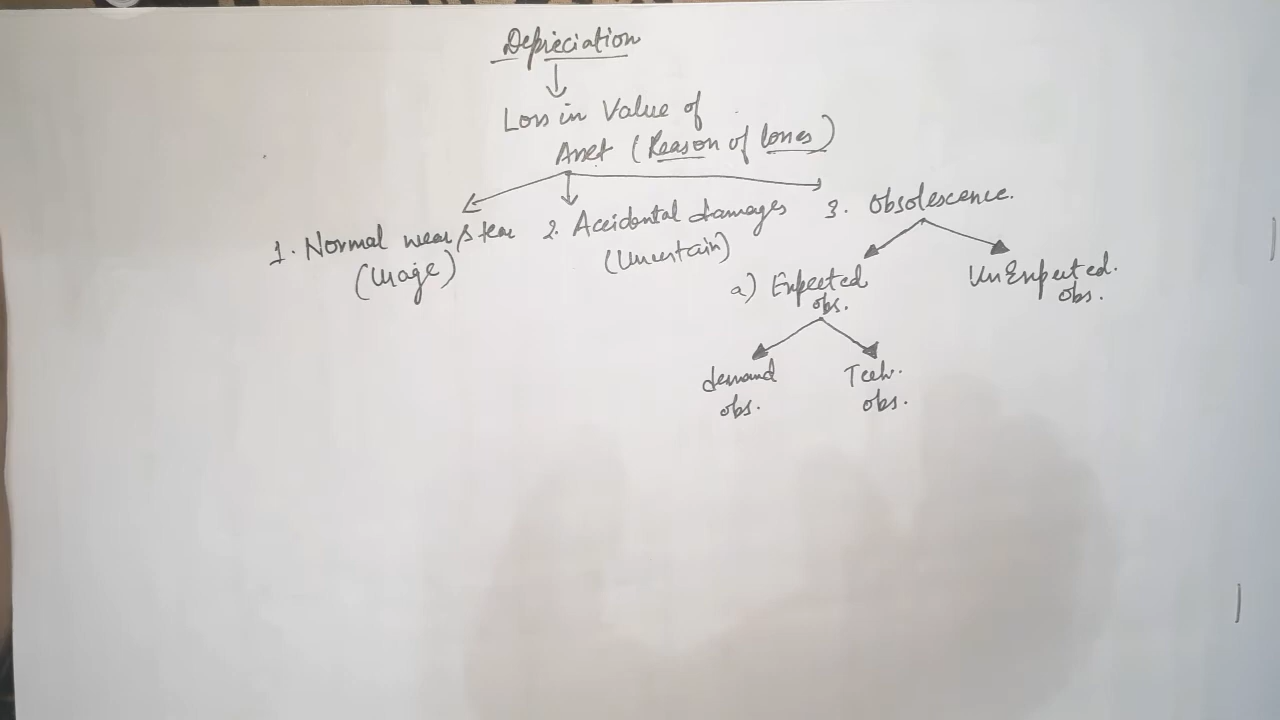 Depreciation
Loss in Value of
Asset (Reason of losses)
1. Normal wear & tear
(Usage)
2. Accidental damages
(Uncertain)
3. Obsolescence.
a) Expected
obs.
UnExpected.
obs.
demand
obs.
Tech.
obs.